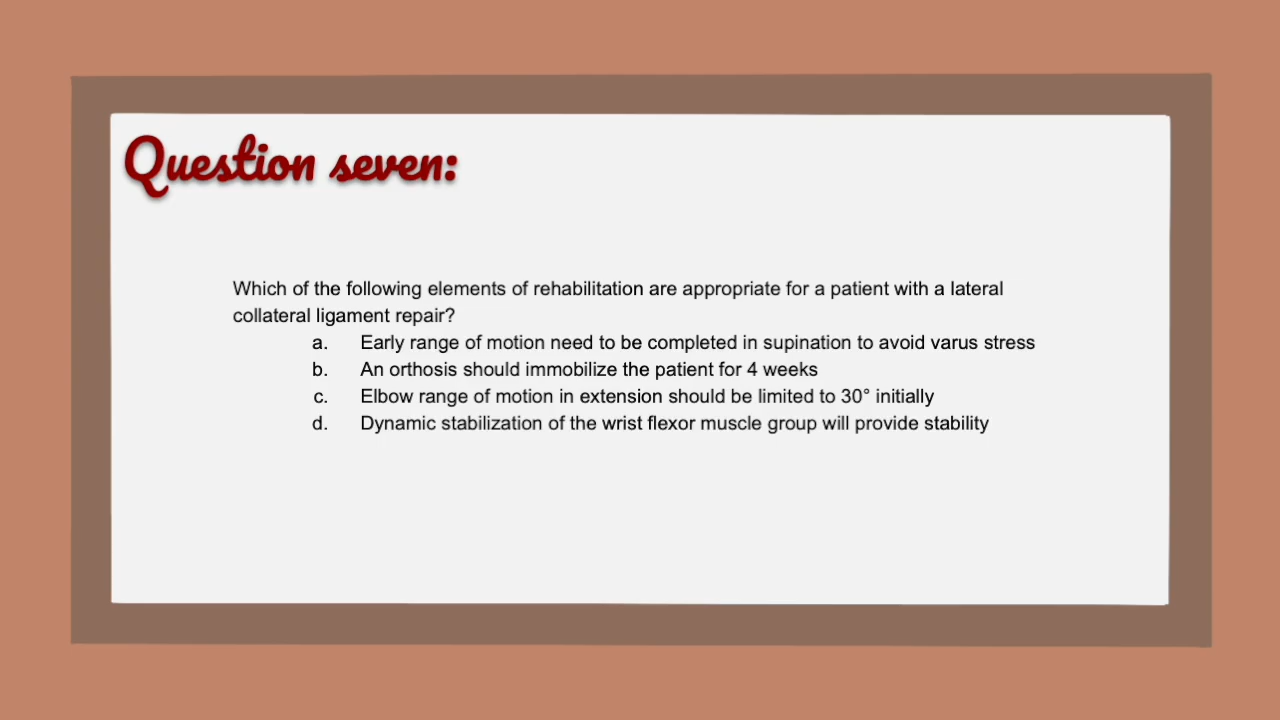 Question seven:
Which of the following elements of rehabilitation are appropriate for a patient with a lateral
collateral ligament repair?
a. Early range of motion need to be completed in supination to avoid varus stress
b. An orthosis should immobilize the patient for 4 weeks
c. Elbow range of motion in extension should be limited to 30° initially
d. Dynamic stabilization of the wrist flexor muscle group will provide stability